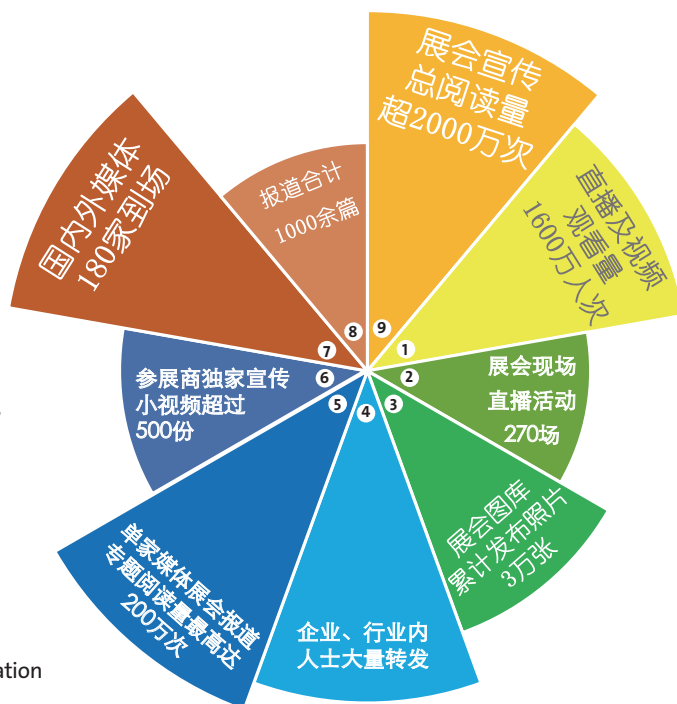 展会宣传
总阅读量
超2000万次
9
直播及视频
观看量
1600万人次
1
展会现场
直播活动
270场
2
展会图库
累计发布照片
3万张
3
企业、行业内
人士大量转发
4
单家媒体展会报道
专题阅读量最高达
200万次
5
参展商独家宣传
小视频超过
500份
6
国内外媒体
180家到场
7
报道合计
1000余篇
8
ation